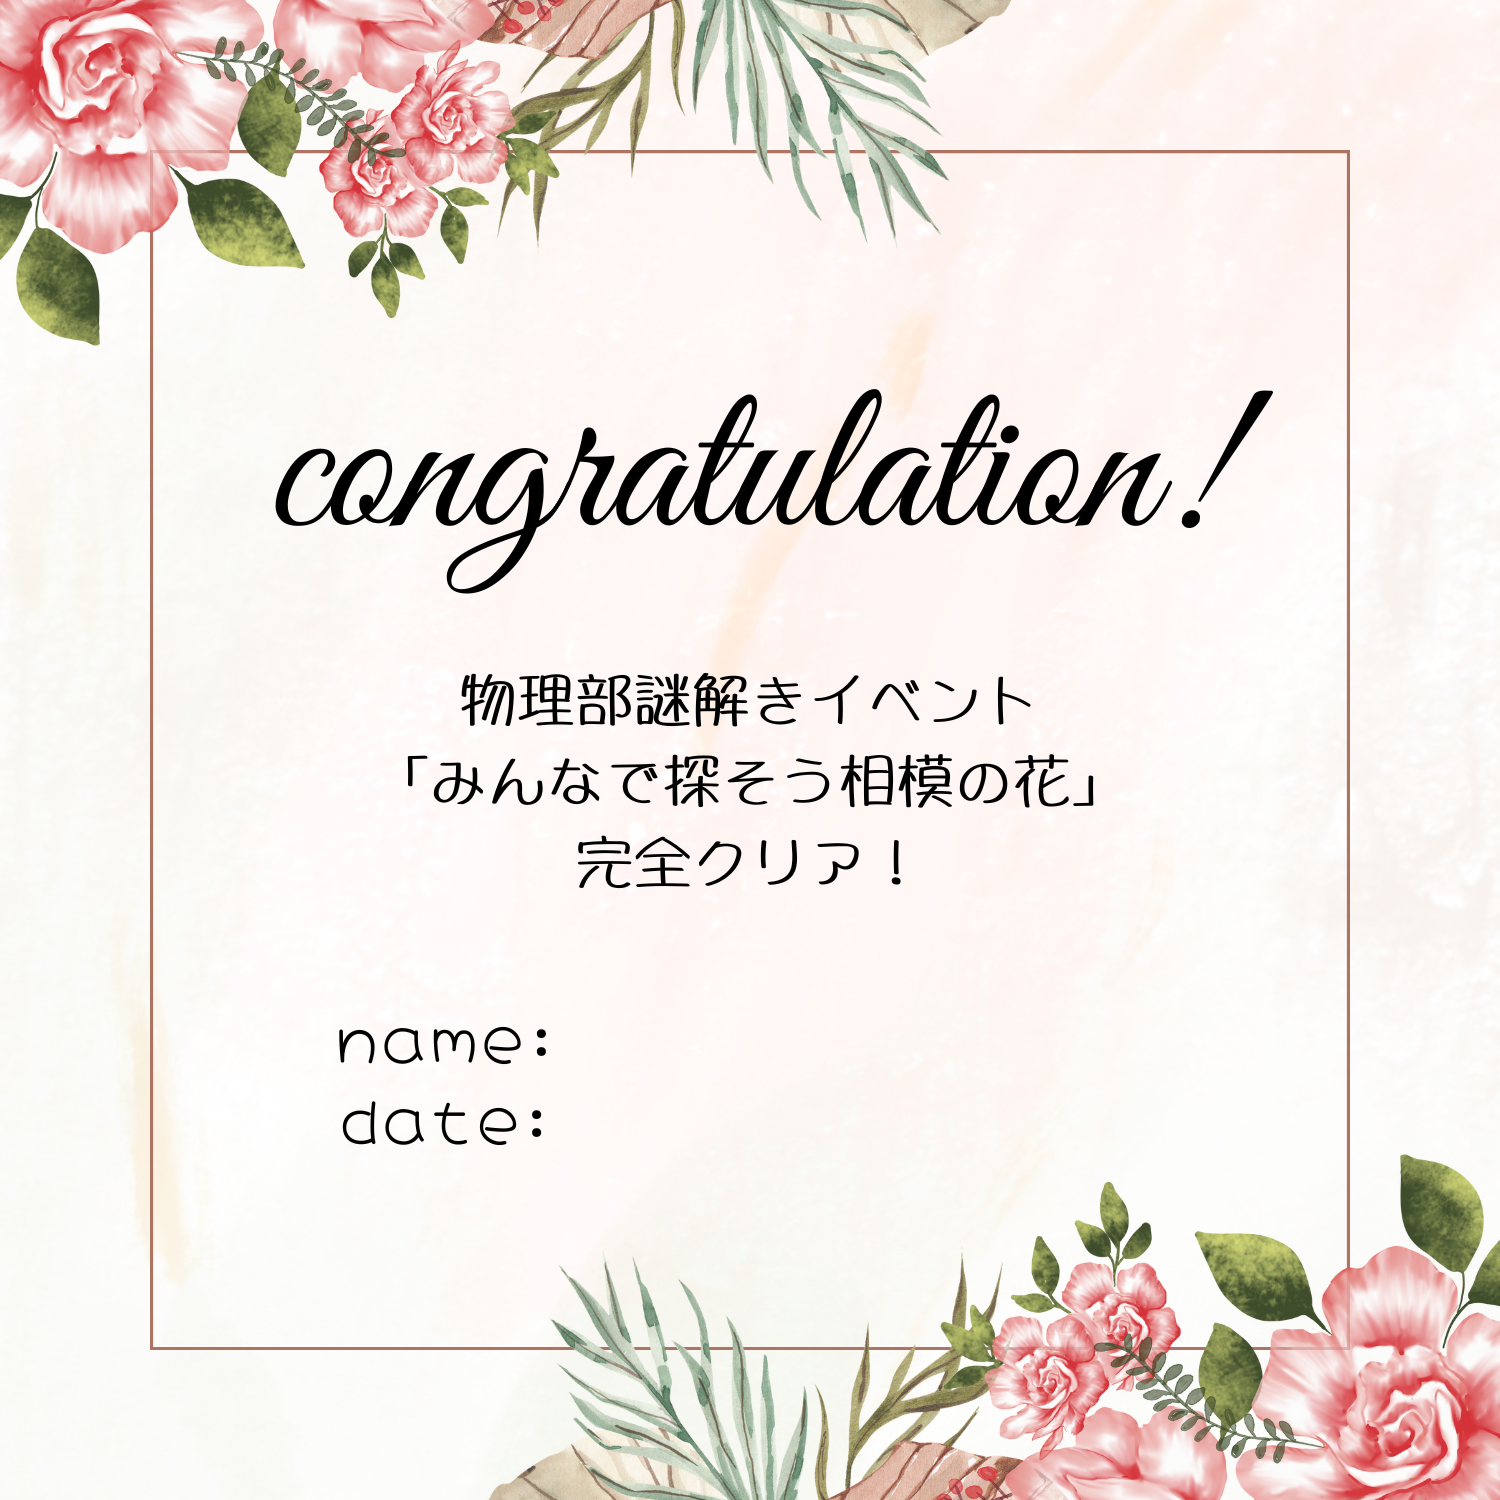 congratulation!
物理部謎解きイベント
「みんなで探そう相模の花」
完全クリア！
name:
date: